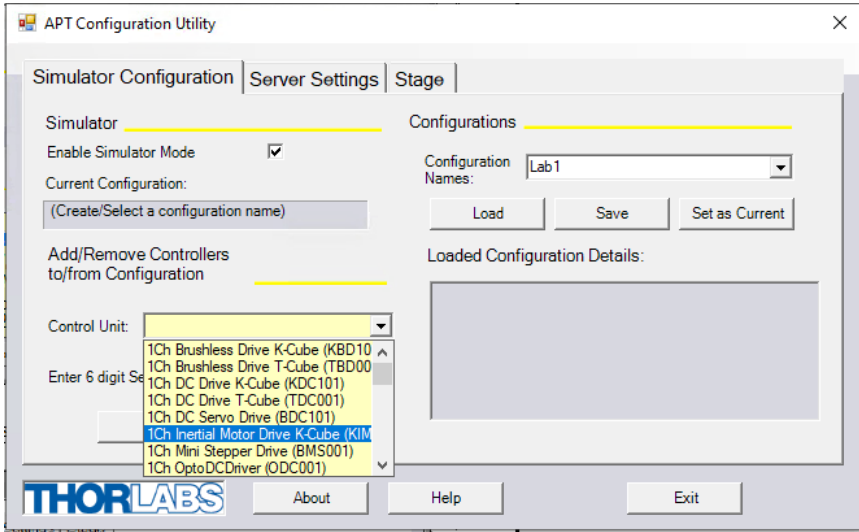 APT Configuration Utility
Simulator Configuration
Server Settings
Stage
Simulator
Enable Simulator Mode
Current Configuration:
(Create/Select a configuration name)
Add/Remove Controllers
to/from Configuration
Control Unit:
1Ch Brushless Drive K-Cube (KBD10
1Ch Brushless Drive T-Cube (TBD00
1Ch DC Drive K-Cube (KDC101)
1Ch DC Drive T-Cube (TDC001)
1Ch DC Servo Drive (BDC101)
1Ch Inertial Motor Drive K-Cube (KIM
1Ch Mini Stepper Drive (BMS001)
1Ch OptoDCDriver (ODC001)
Enter 6 digit Se
Configurations
Configuration
Names:
Lab1
Load
Save
Set as Current
Loaded Configuration Details:
THORLABS
About
Help
Exit